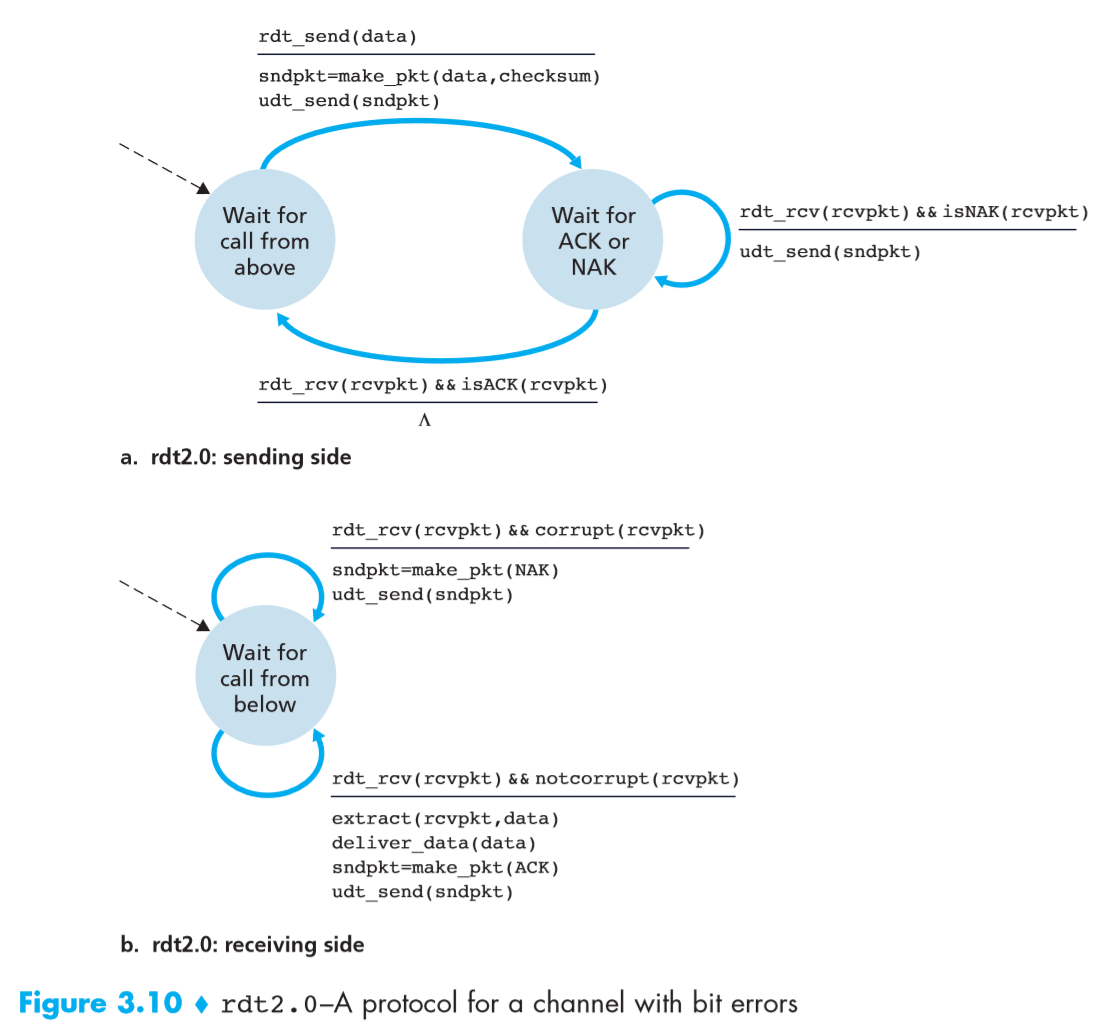 rdt_send(data)
sndpkt=make_pkt(data,checksum)
udt_send(sndpkt)
Wait for
call from
above
Wait for
ACK or
NAK
rdt_rcv(rcvpkt) && isNAK(rcvpkt)
udt_send(sndpkt)
rdt_rcv(rcvpkt) && isACK(rcvpkt)
Λ
a. rdt2.0: sending side
rdt_rcv(rcvpkt) && corrupt(rcvpkt)
sndpkt=make_pkt(NAK)
udt_send(sndpkt)
Wait for
call from
below
rdt_rcv(rcvpkt) && notcorrupt(rcvpkt)
extract(rcvpkt,data)
deliver_data(data)
sndpkt=make_pkt(ACK)
udt_send(sndpkt)
b. rdt2.0: receiving side
Figure 3.10 ♦ rdt2.0–A protocol for a channel with bit errors